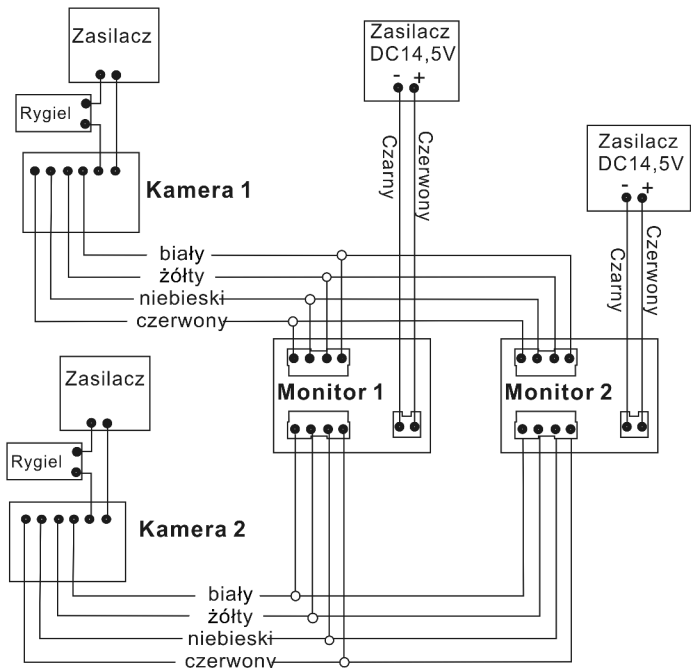 Zasilacz
Rygiel
Kamera 1
Zasilacz
DC14,5V
- +
Czarny
Czerwony
Zasilacz
DC14,5V
- +
Czarny
Czerwony
biały
żółty
niebieski
czerwony
Monitor 1
Monitor 2
Zasilacz
Rygiel
Kamera 2
biały
żółty
niebieski
czerwony